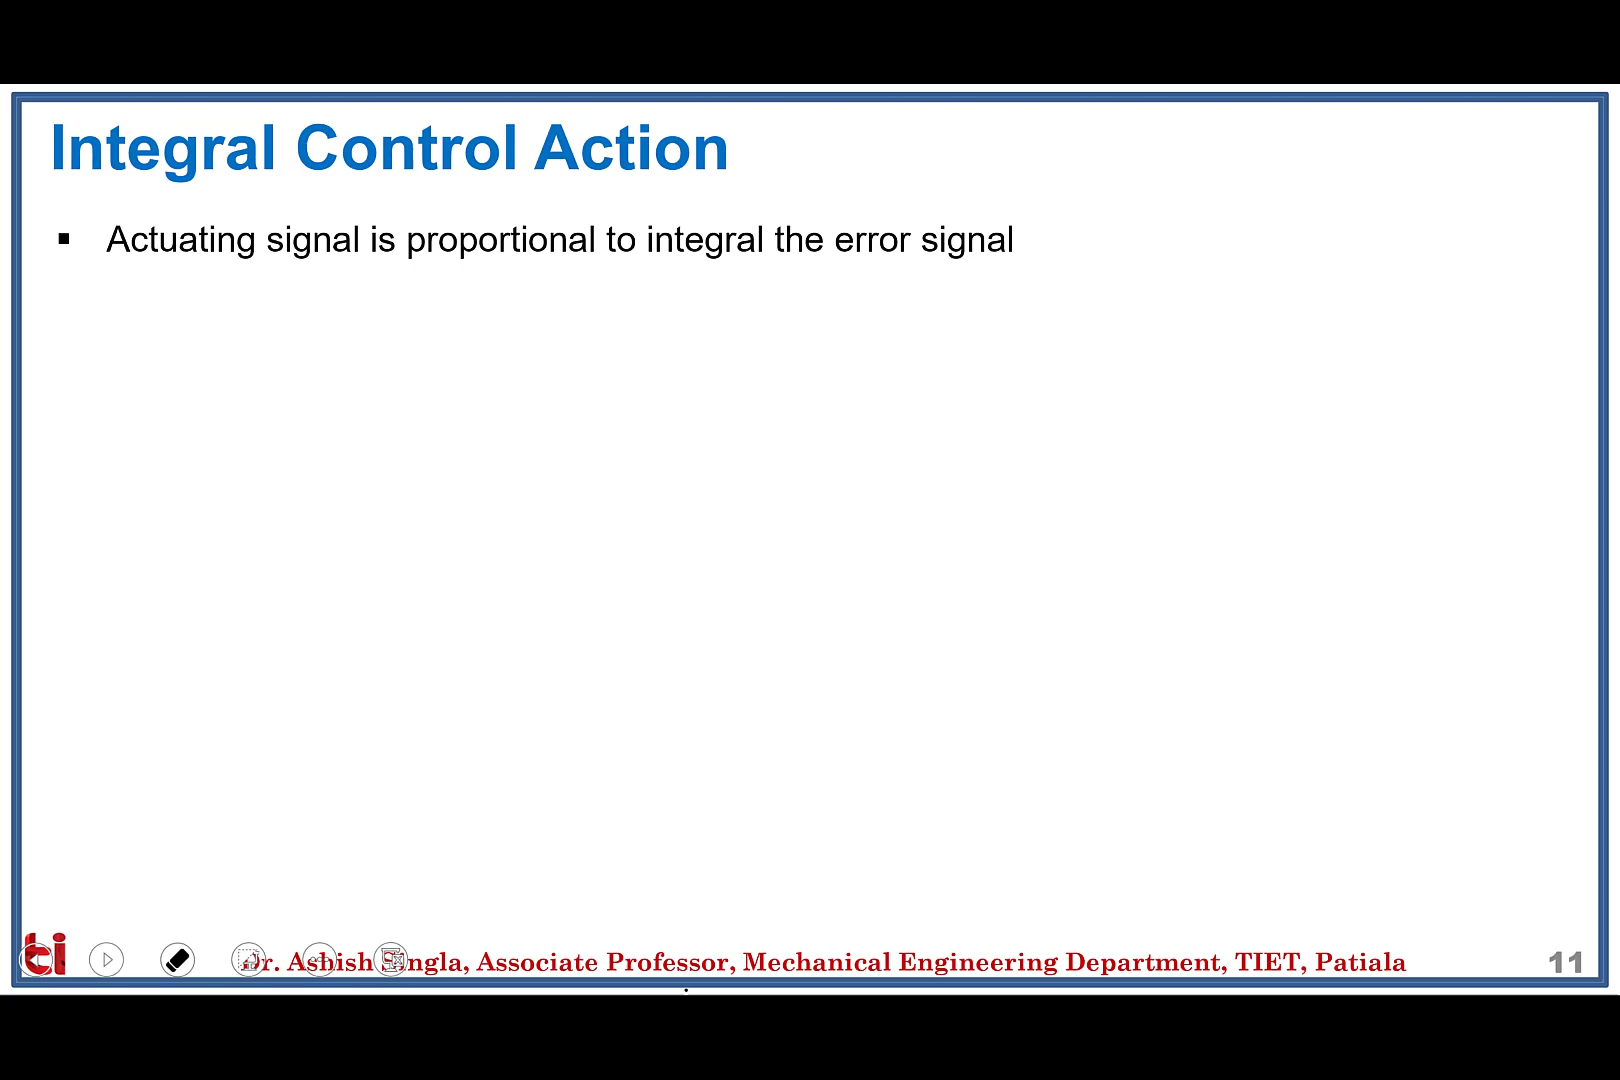 Integral Control Action
▪ Actuating signal is proportional to integral the error signal
ti
Dr. Ashish Singla, Associate Professor, Mechanical Engineering Department, TIET, Patiala
11